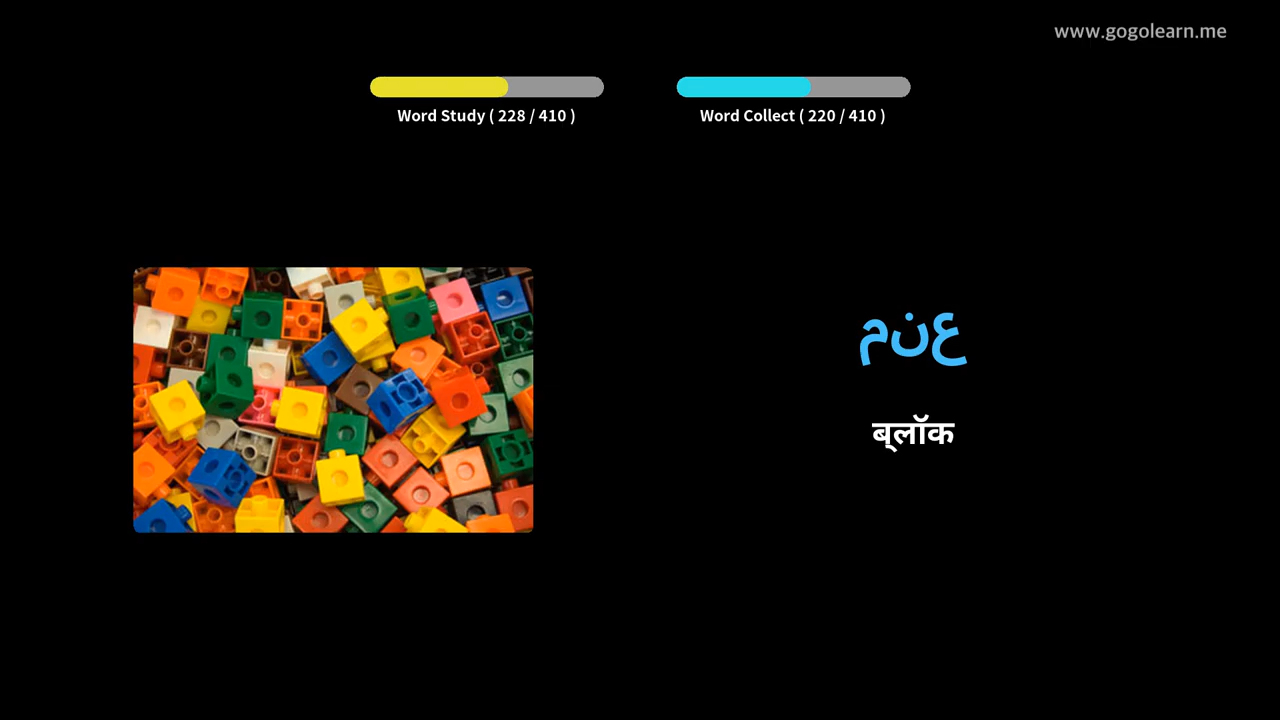 www.gogolearn.me
Word Study ( 228 / 410 )
Word Collect ( 220 / 410 )
ع‌ن‌م
ब्लॉक